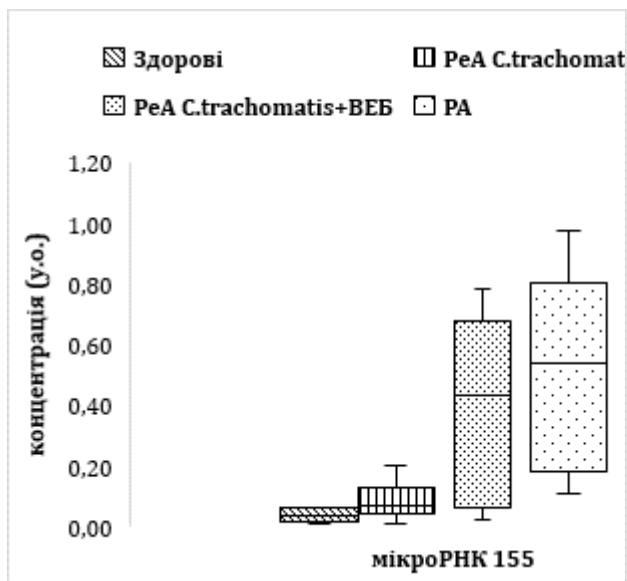 Здорові РеА C.trachomat
РеА C.trachomatis+ВЕБ РА
1,20
1,00
0,80
0,60
0,40
0,20
0,00
концентрація (у.о.)
мікроРНК 155